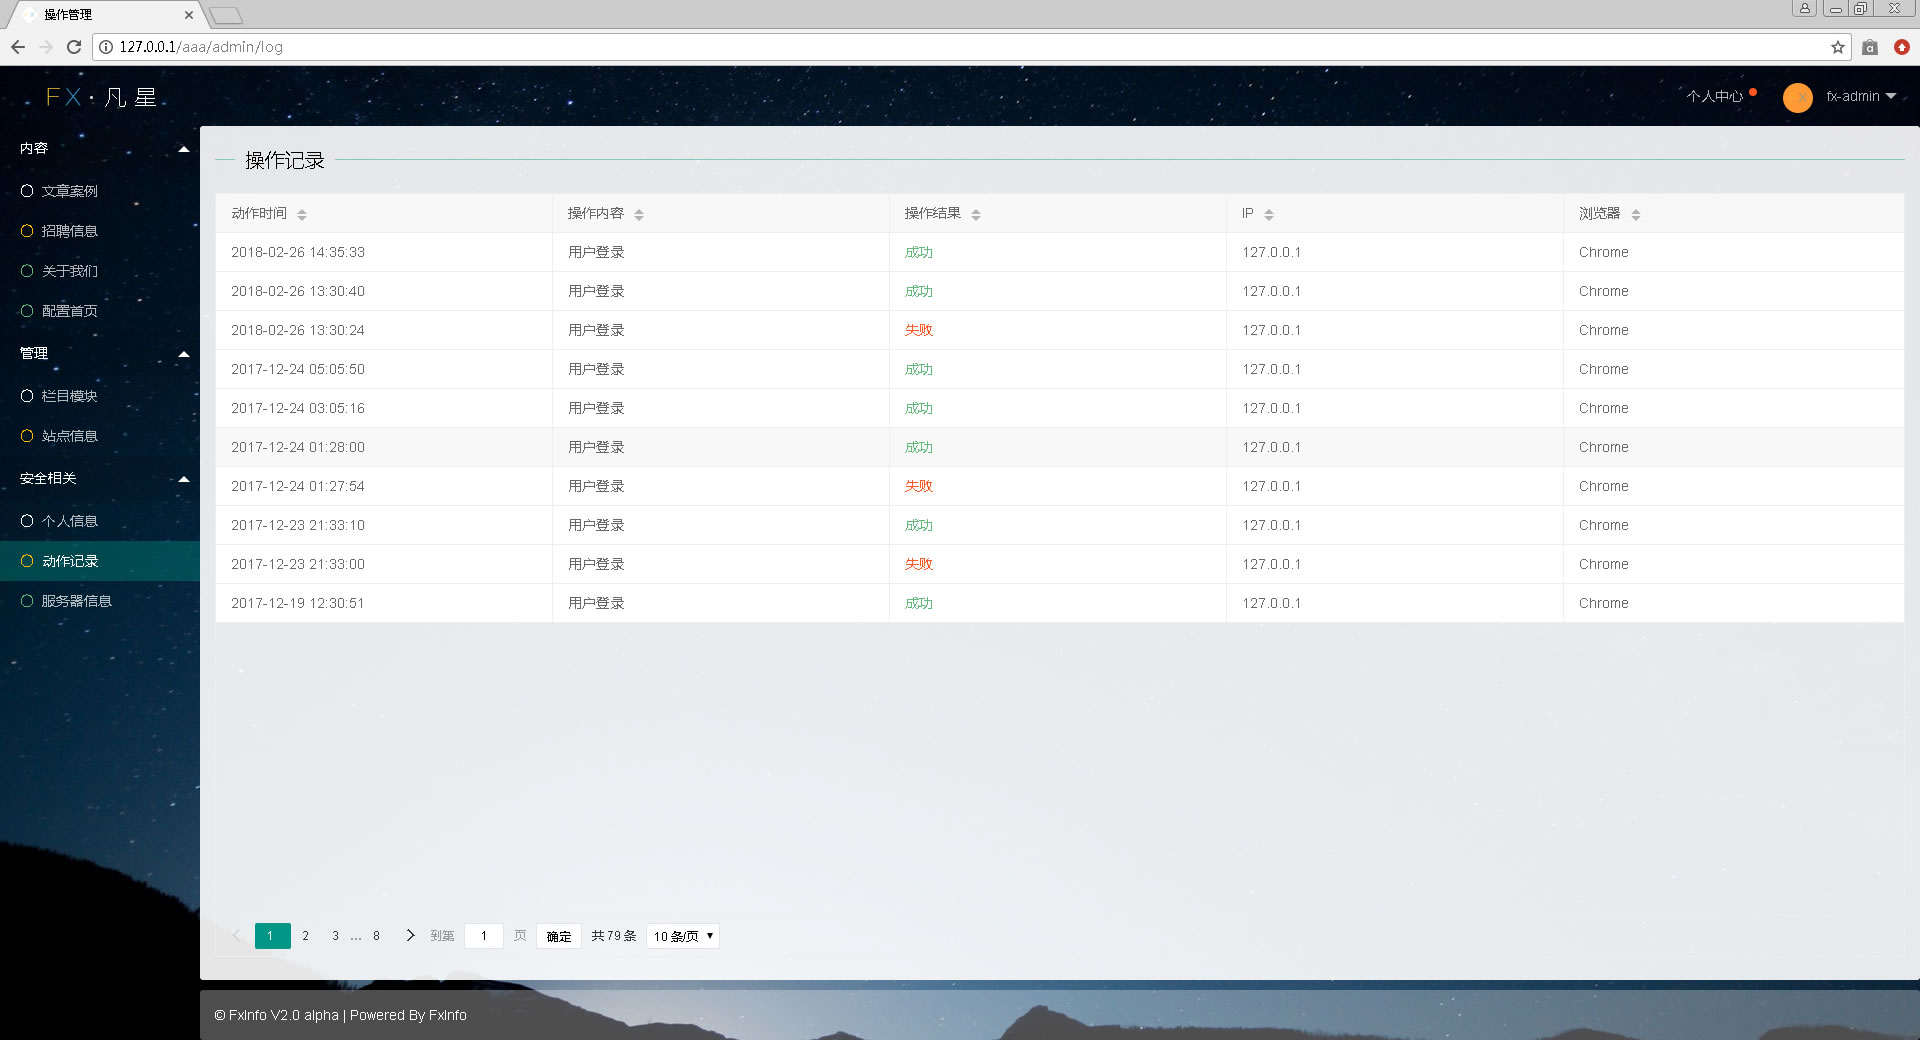 操作管理
127.0.0.1/aaa/admin/log
FX·凡星
个人中心
fx-admin
内容
文章案例
招聘信息
关于我们
配置首页
管理
栏目模块
站点信息
安全相关
个人信息
动作记录
服务器信息
操作记录
动作时间 操作内容 操作结果 IP 浏览器
2018-02-26 14:35:33 用户登录 成功 127.0.0.1 Chrome
2018-02-26 13:30:40 用户登录 成功 127.0.0.1 Chrome
2018-02-26 13:30:24 用户登录 失败 127.0.0.1 Chrome
2017-12-24 05:05:50 用户登录 成功 127.0.0.1 Chrome
2017-12-24 03:05:16 用户登录 成功 127.0.0.1 Chrome
2017-12-24 01:28:00 用户登录 成功 127.0.0.1 Chrome
2017-12-24 01:27:54 用户登录 失败 127.0.0.1 Chrome
2017-12-23 21:33:10 用户登录 成功 127.0.0.1 Chrome
2017-12-23 21:33:00 用户登录 失败 127.0.0.1 Chrome
2017-12-19 12:30:51 用户登录 成功 127.0.0.1 Chrome
1 2 3 ... 8 到第 1 页 确定 共 79 条 10 条/页
© FxInfo V2.0 alpha | Powered By FxInfo